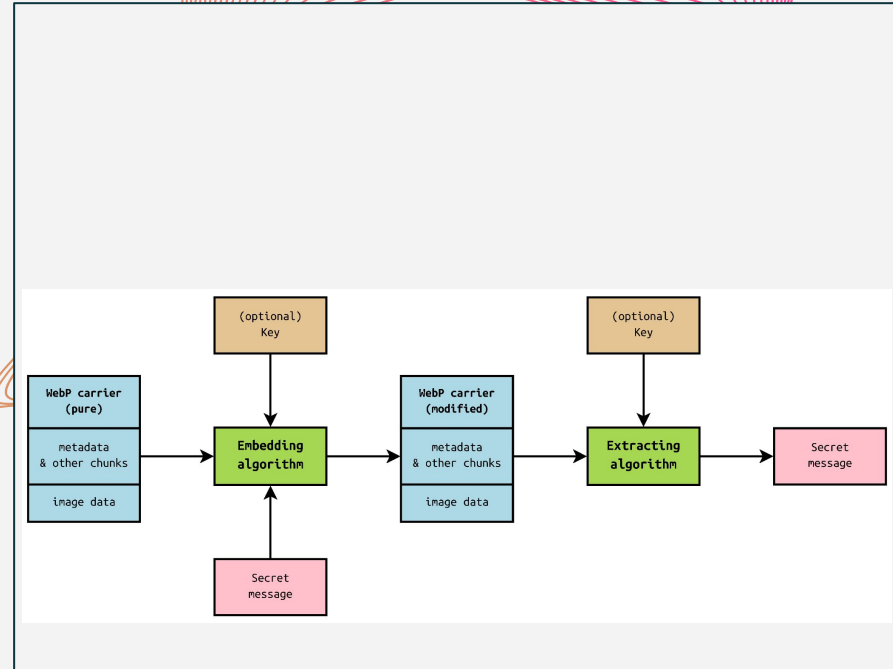 (optional)
Key
(optional)
Key
WebP carrier
(pure)
metadata
& other chunks
image data
Embedding
algorithm
WebP carrier
(modified)
metadata
& other chunks
image data
Extracting
algorithm
Secret
message
Secret
message